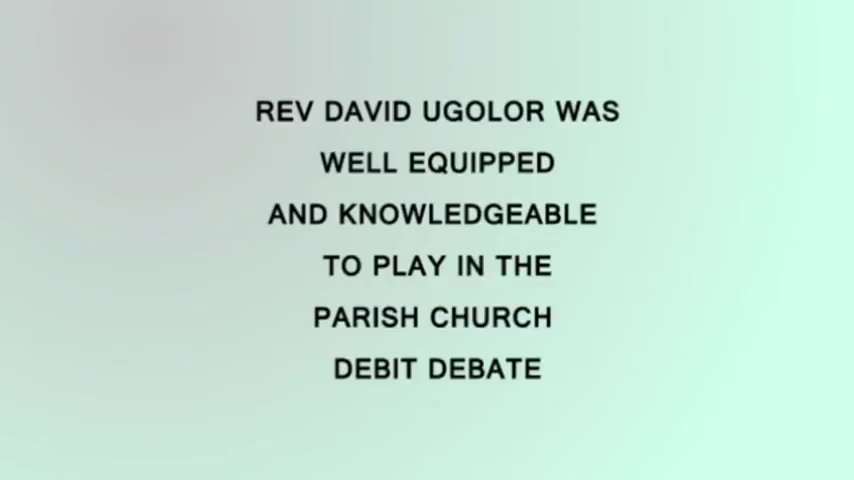 REV DAVID UGOLOR WAS
WELL EQUIPPED
AND KNOWLEDGEABLE
TO PLAY IN THE
PARISH CHURCH
DEBIT DEBATE